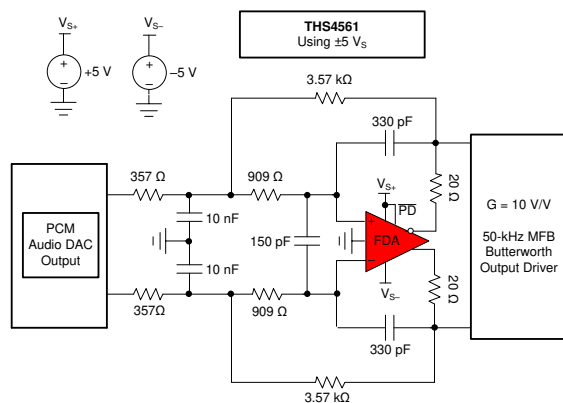 THS4561
Using ±5 VS
VS+
VS–
+5 V
–5 V
3.57 kΩ
330 pF
357 Ω
909 Ω
20 Ω
VS+
PD
PCM
Audio DAC
Output
10 nF
10 nF
150 pF
+
FDA
–
G = 10 V/V
50-kHz MFB
Butterworth
Output Driver
VS–
20 Ω
357Ω
909 Ω
330 pF
3.57 kΩ